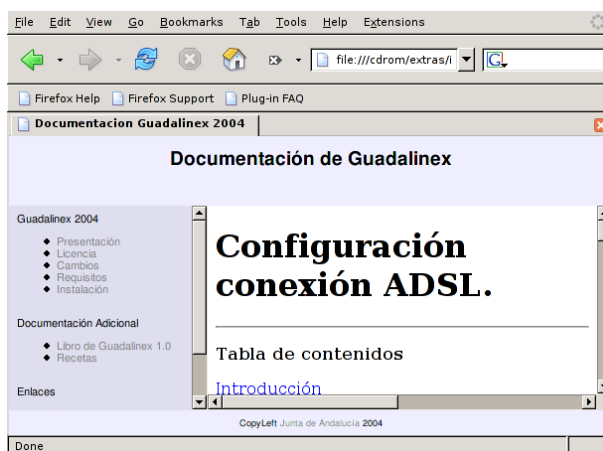 File Edit View Go Bookmarks Tab Tools Help Extensions
file:///cdrom/extras/i G
Firefox Help Firefox Support Plug-in FAQ
Documentacion Guadalinex 2004
Documentación de Guadalinex
Guadalinex 2004
Presentación
Licencia
Cambios
Requisitos
Instalación
Documentación Adicional
Libro de Guadalinex 1.0
Recetas
Enlaces
Configuración
conexión ADSL.
Tabla de contenidos
Introducción
CopyLeft Junta de Andalucia 2004
Done